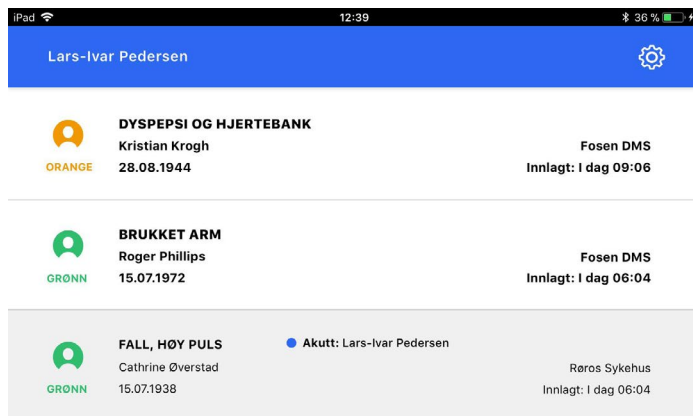 iPad 12:39 36 %
Lars-Ivar Pedersen
DYSPEPSI OG HJERTEBANK
Kristian Krogh Fosen DMS
ORANGE 28.08.1944 Innlagt: I dag 09:06
BRUKKET ARM
Roger Phillips Fosen DMS
GRØNN 15.07.1972 Innlagt: I dag 06:04
FALL, HØY PULS Akutt: Lars-Ivar Pedersen
Cathrine Øverstad Røros Sykehus
GRØNN 15.07.1938 Innlagt: I dag 06:04